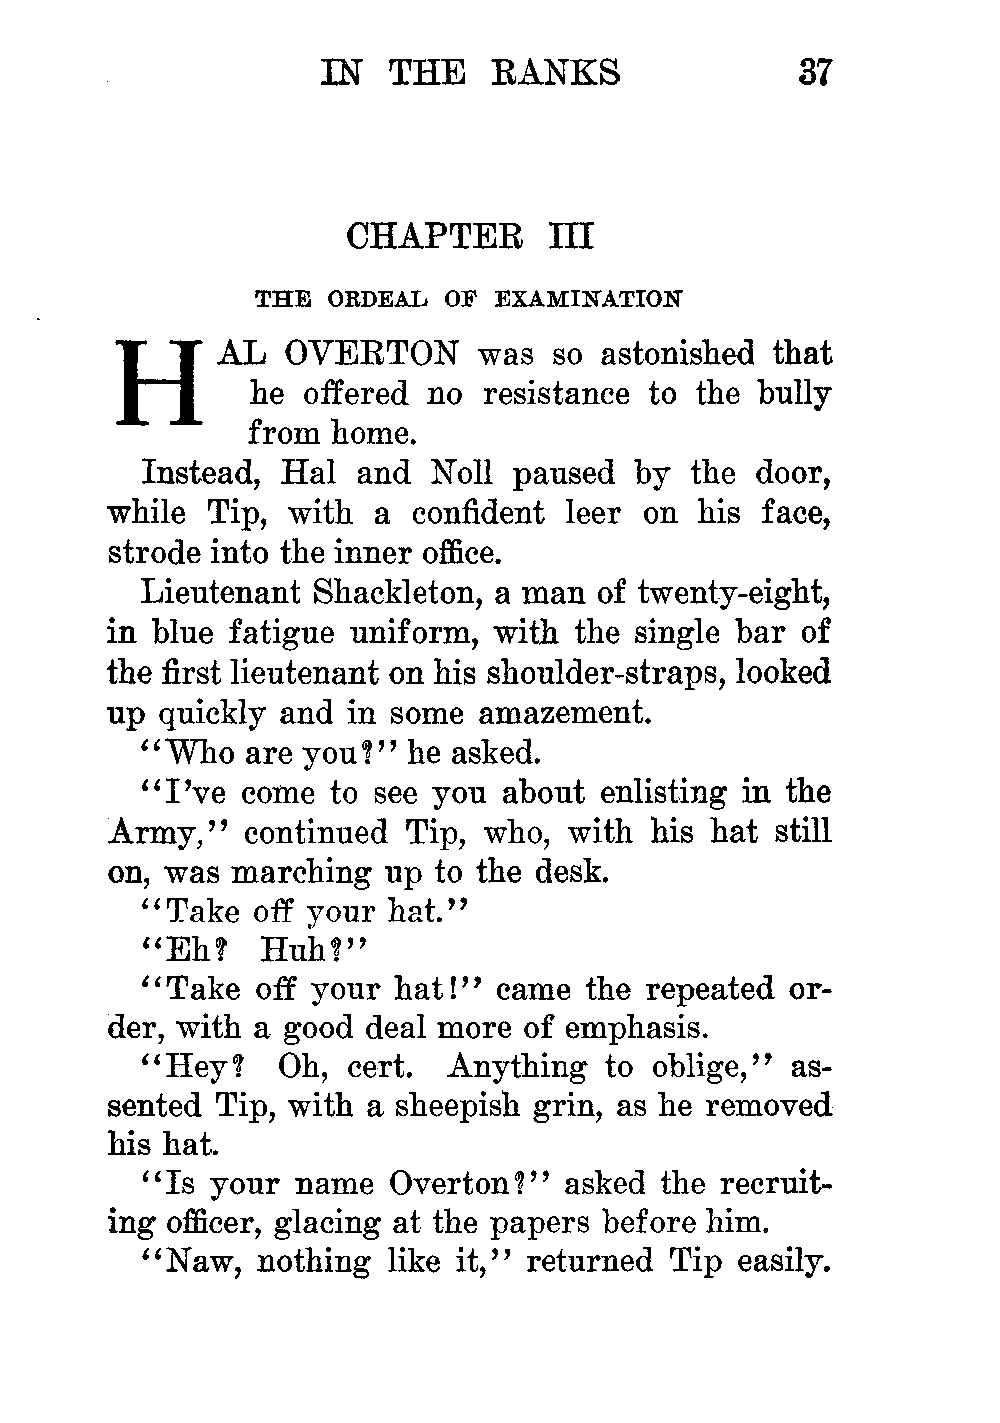 IN THE RANKS 37
CHAPTER III
THE ORDEAL OF EXAMINATION
HAL OVERTON was so astonished that
he offered no resistance to the bully
from home.
Instead, Hal and Noll paused by the door,
while Tip, with a confident leer on his face,
strode into the inner office.
Lieutenant Shackleton, a man of twenty-eight,
in blue fatigue uniform, with the single bar of
the first lieutenant on his shoulder-straps, looked
up quickly and in some amazement.
“Who are you?” he asked.
“I’ve come to see you about enlisting in the
Army,” continued Tip, who, with his hat still
on, was marching up to the desk.
“Take off your hat.”
“Eh? Huh?”
“Take off your hat!” came the repeated or-
der, with a good deal more of emphasis.
“Hey? Oh, cert. Anything to oblige,” as-
sented Tip, with a sheepish grin, as he removed
his hat.
“Is your name Overton?” asked the recruit-
ing officer, glacing at the papers before him.
“Naw, nothing like it,” returned Tip easily.